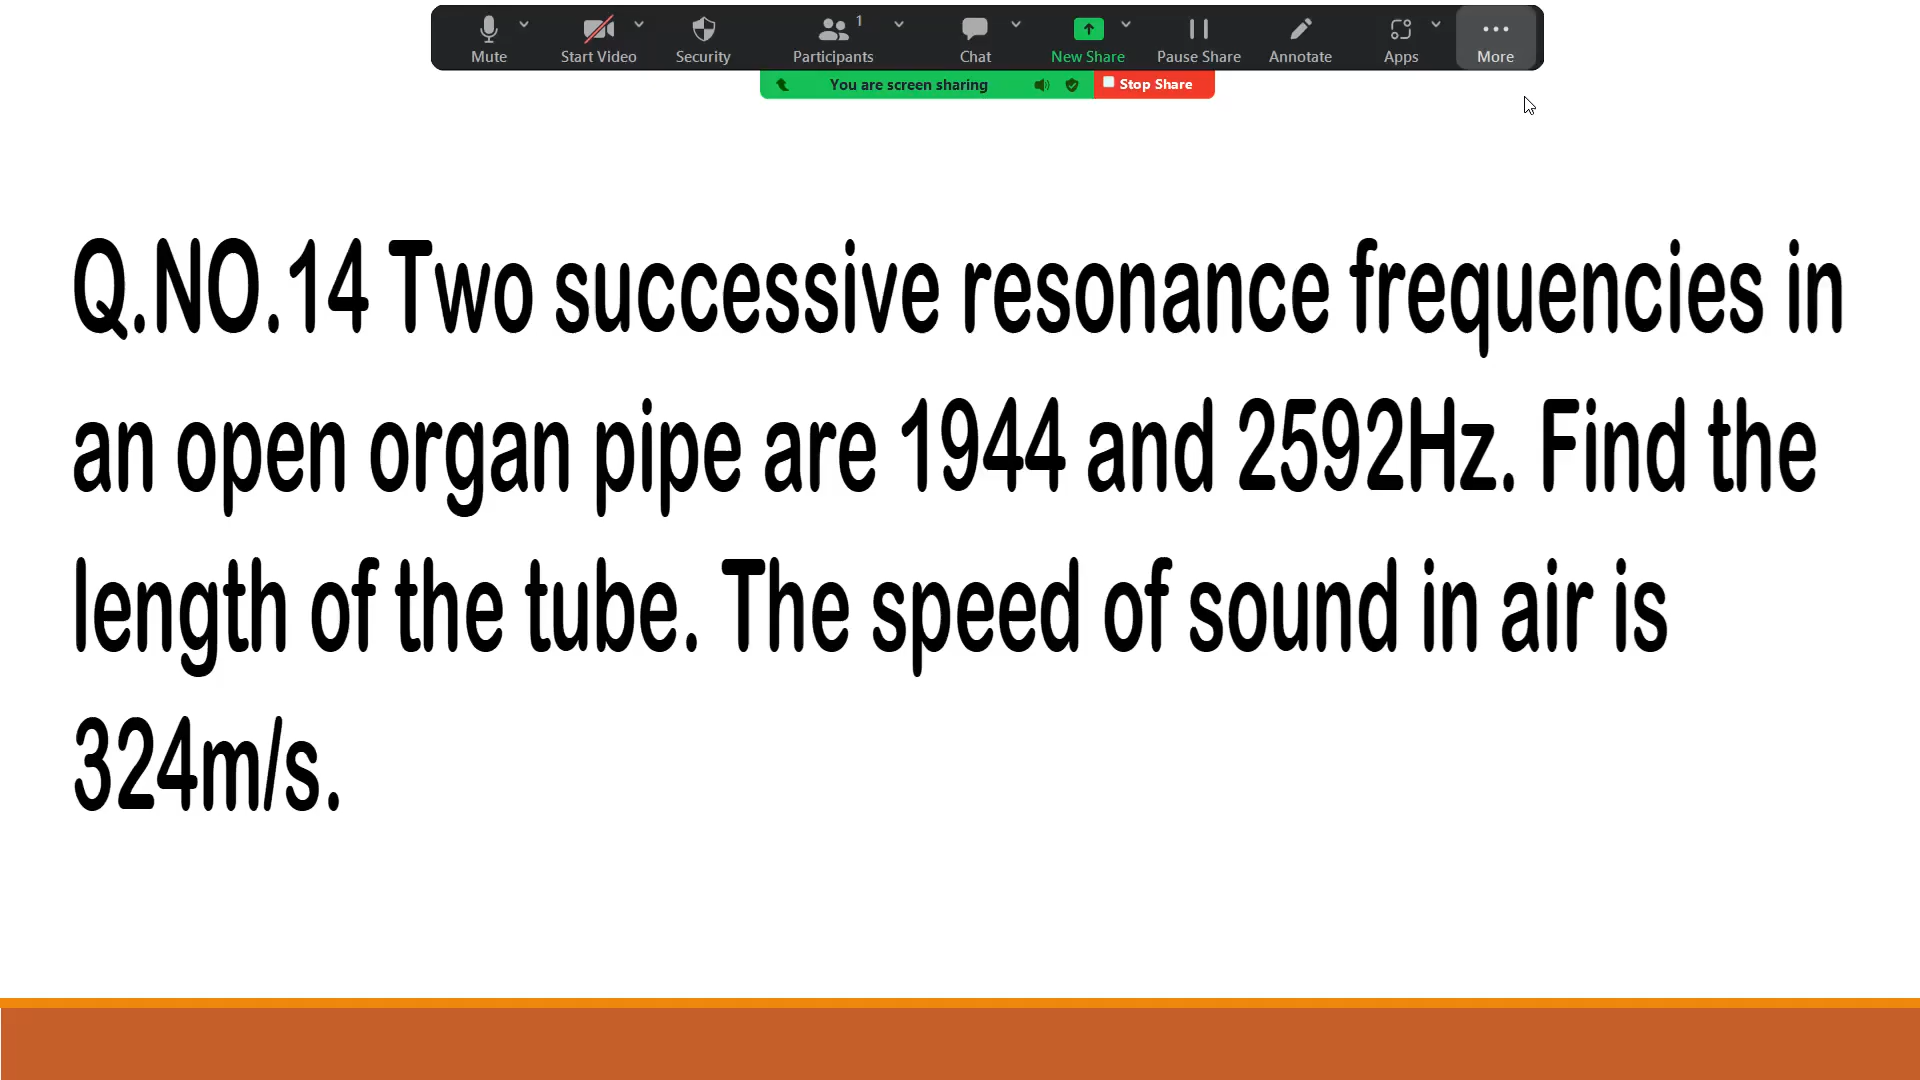 Mute
Start Video
Security
Participants
1
Chat
New Share
Pause Share
Annotate
Apps
More
You are screen sharing
Stop Share
Q.NO.14 Two successive resonance frequencies in
an open organ pipe are 1944 and 2592Hz. Find the
length of the tube. The speed of sound in air is
324m/s.